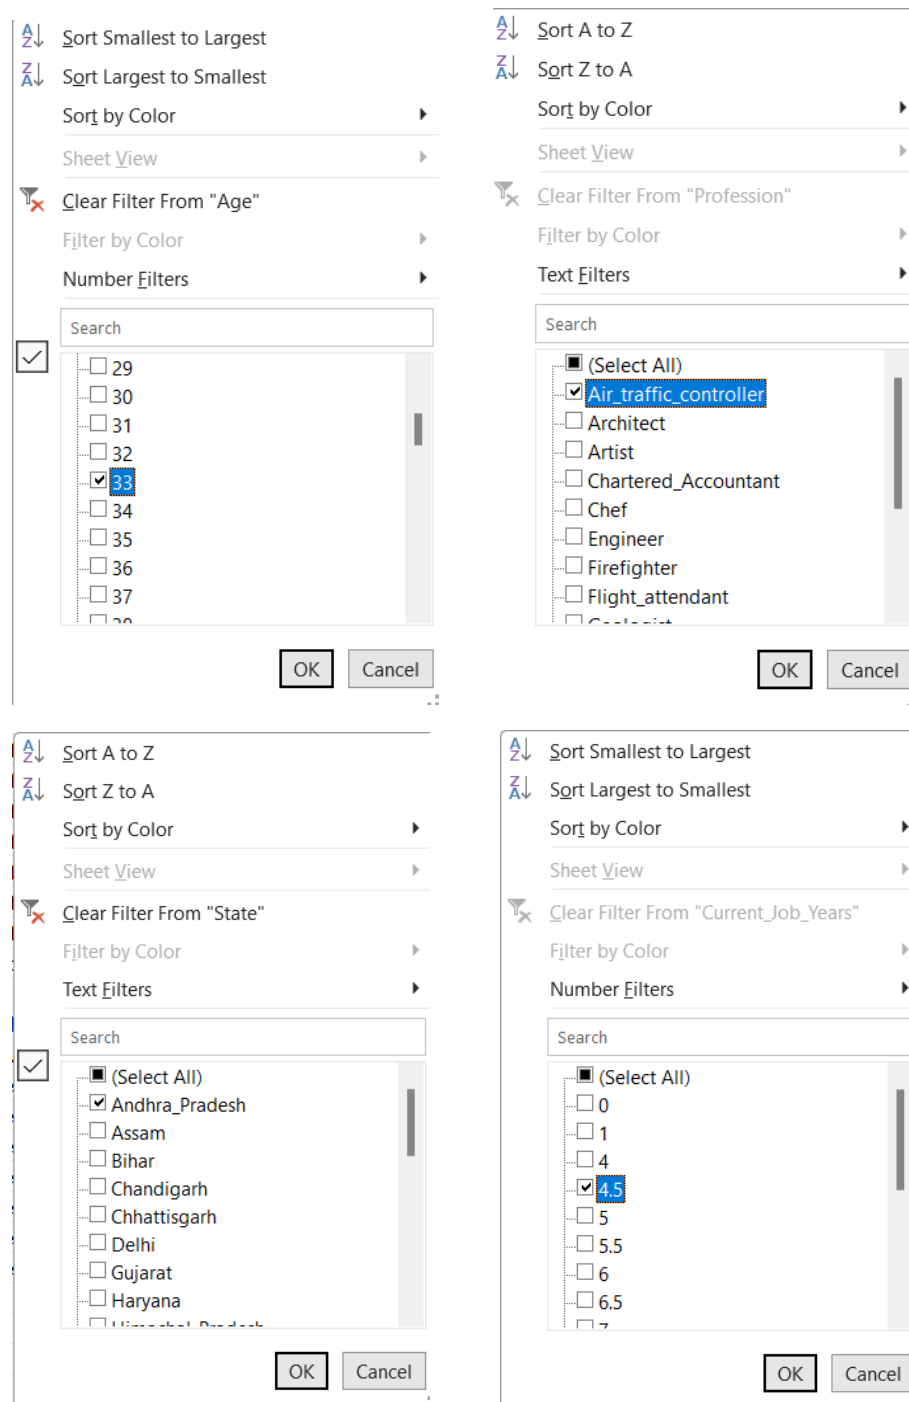 Sort Smallest to Largest
Sort Largest to Smallest
Sort by Color
Sheet View
Clear Filter From "Age"
Filter by Color
Number Filters
Search
29
30
31
32
33
34
35
36
37
38
OK
Cancel
Sort A to Z
Sort Z to A
Sort by Color
Sheet View
Clear Filter From "Profession"
Filter by Color
Text Filters
Search
(Select All)
Air_traffic_controller
Architect
Artist
Chartered_Accountant
Chef
Engineer
Firefighter
Flight_attendant
Geologist
OK
Cancel
Sort A to Z
Sort Z to A
Sort by Color
Sheet View
Clear Filter From "State"
Filter by Color
Text Filters
Search
(Select All)
Andhra_Pradesh
Assam
Bihar
Chandigarh
Chhattisgarh
Delhi
Gujarat
Haryana
Himachal_Pradesh
OK
Cancel
Sort Smallest to Largest
Sort Largest to Smallest
Sort by Color
Sheet View
Clear Filter From "Current_Job_Years"
Filter by Color
Number Filters
Search
(Select All)
0
1
4
4.5
5
5.5
6
6.5
7
OK
Cancel